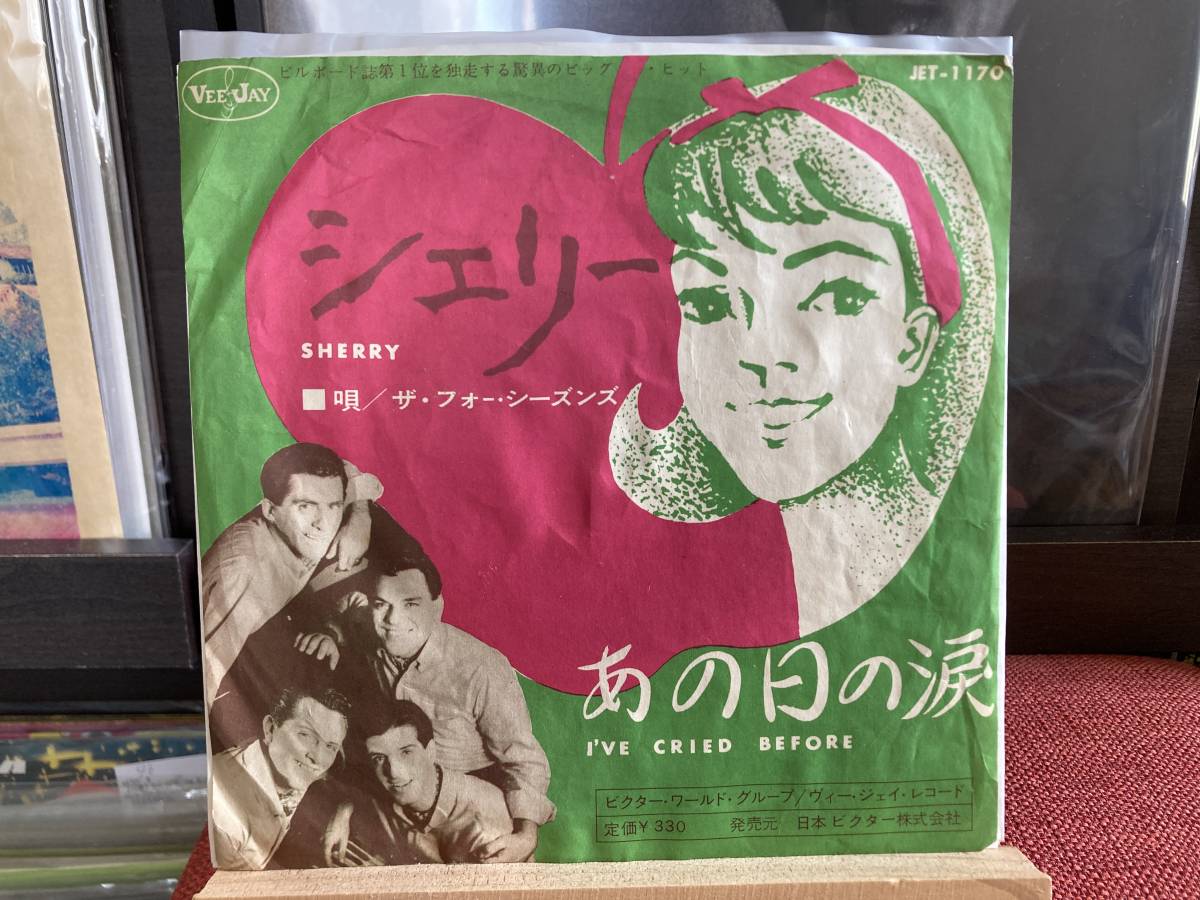 VEE JAY
ビルボード誌第1位を独走する驚異のビッグ・ヒット
JET-1170
シェリー
SHERRY
■唄／ザ・フォー・シーズンズ
あの日の涙
I'VE CRIED BEFORE
ビクター・ワールド・グループ/ヴィー・ジェイ・レコード
定価¥330 発売元 日本ビクター株式会社